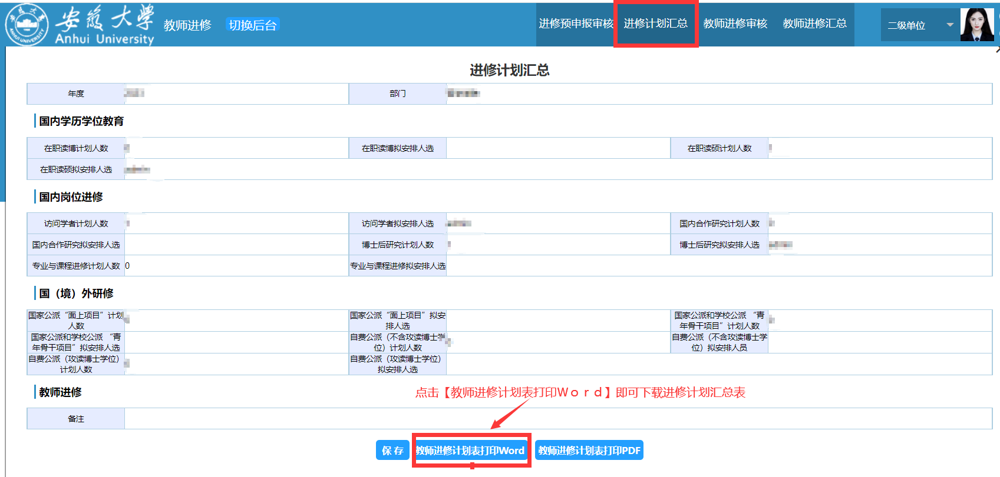 安徽大学
Anhui University
ANHUI UNIVERSITY
教师进修
切换后台
进修预申报审核
进修计划汇总
教师进修审核
教师进修汇总
二级单位
进修计划汇总
年度
部门
国内学历学位教育
在职读博计划人数
在职读博拟安排人选
在职读硕计划人数
在职读硕拟安排人选
国内岗位进修
访问学者计划人数
访问学者拟安排人选
国内合作研究计划人数
国内合作研究拟安排人选
博士后研究计划人数
博士后研究拟安排人选
专业与课程进修计划人数 0
专业与课程进修拟安排人选
国（境）外研修
国家公派“面上项目”计划
人数
国家公派“面上项目”拟安
排人选
国家公派和学校公派 “青
年骨干项目”计划人数
国家公派和学校公派 “青
年骨干项目”拟安排人选
自费公派（不含攻读博士学
位）计划人数
自费公派（不含攻读博士学
位）拟安排人员
自费公派（攻读博士学位）
计划人数
自费公派（攻读博士学位）
拟安排人选
教师进修
点击【教师进修计划表打印Ｗｏｒｄ】即可下载进修计划汇总表
备注
保 存
教师进修计划表打印Word
教师进修计划表打印PDF